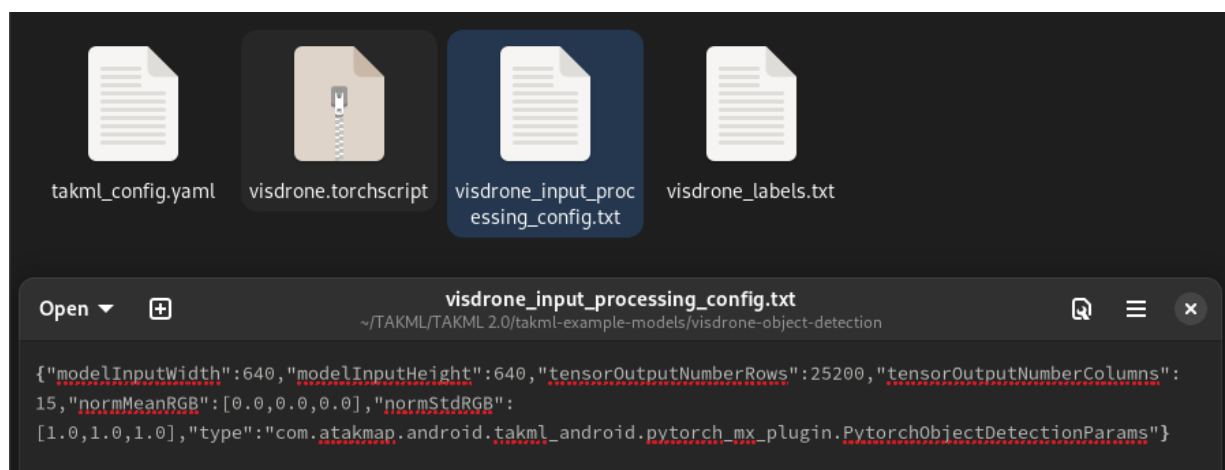 takml_config.yaml
visdrone.torchscript
visdrone_input_proc
essing_config.txt
visdrone_labels.txt
Open
visdrone_input_processing_config.txt
~/TAKML/TAKML 2.0/takml-example-models/visdrone-object-detection
{"modelInputWidth":640,"modelInputHeight":640,"tensorOutputNumberRows":25200,"tensorOutputNumberColumns":
15,"normMeanRGB":[0.0,0.0,0.0],"normStdRGB":
[1.0,1.0,1.0],"type":"com.atakmap.android.takml_android.pytorch_mx_plugin.PytorchObjectDetectionParams"}